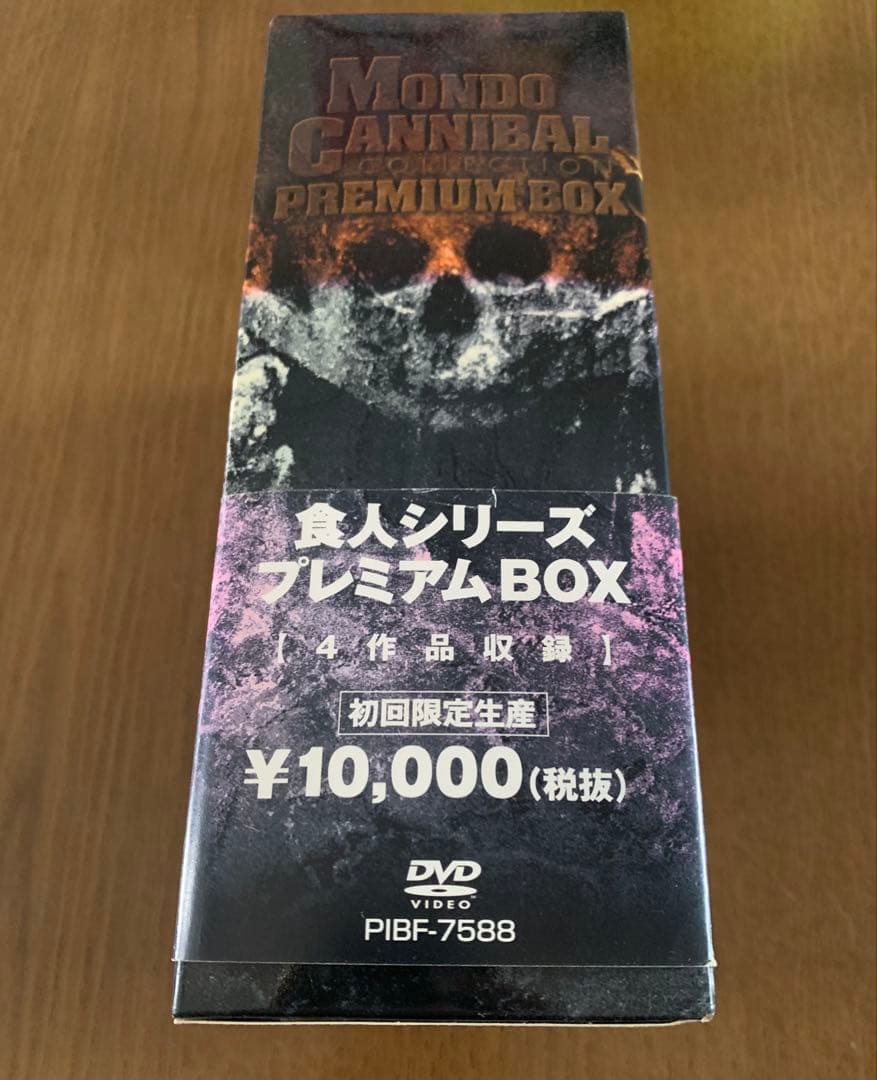 MONDO
CANNIBAL
COLLECTION
PREMIUM BOX
食人シリーズ
プレミアムBOX
【4作品収録】
初回限定生産
¥10,000(税抜)
DVD
VIDEO™
PIBF-7588